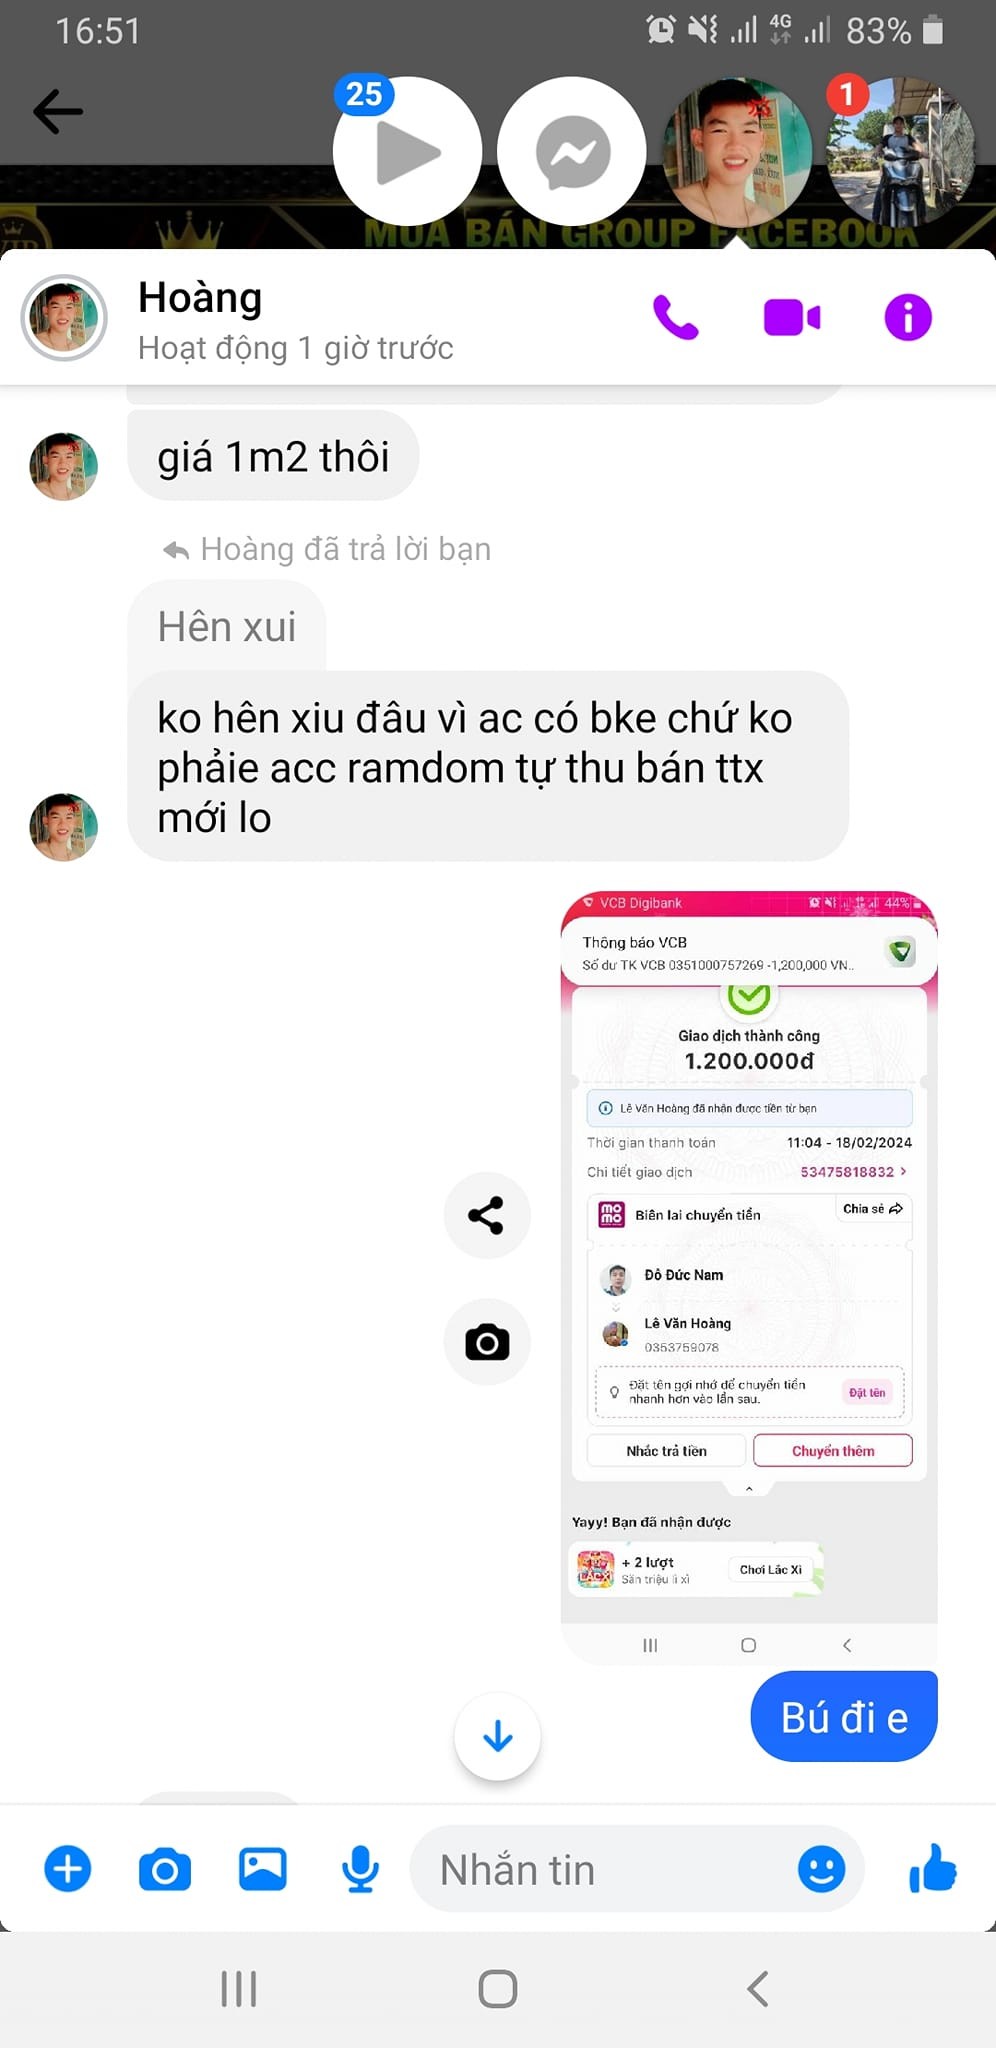 16:51
4G
83%
25
1
MUA BÁN GROUP FACEBOOK
Hoàng
Hoạt động 1 giờ trước
giá 1m2 thôi
Hoàng đã trả lời bạn
Hên xui
ko hên xiu đâu vì ac có bke chứ ko
phảie acc ramdom tự thu bán ttx
mới lo
VCB Digibank
44%
Thông báo VCB
Số dư TK VCB 0351000757269 -1,200,000 VN..
Giao dịch thành công
1.200.000đ
Lê Văn Hoàng đã nhận được tiền từ bạn
Thời gian thanh toán
11:04 - 18/02/2024
Chi tiết giao dịch
53475818832 >
mo
mo
Biên lai chuyển tiền
Chia sẻ
Đỗ Đức Nam
Lê Văn Hoàng
0353759078
Đặt tên gợi nhớ để chuyển tiền
nhanh hơn vào lần sau.
Đặt tên
Nhắc trả tiền
Chuyển thêm
Yayy! Bạn đã nhận được
+ 2 lượt
Săn triệu lì xì
Chơi Lắc Xì
Bú đi e
Nhắn tin